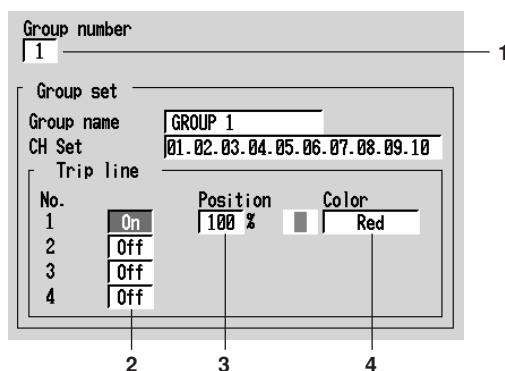 Group number
1
1
Group set
Group name GROUP 1
CH Set 01.02.03.04.05.06.07.08.09.10
Trip line
No. Position Color
1 On 100 % Red
2 Off
3 Off
4 Off
2 3 4